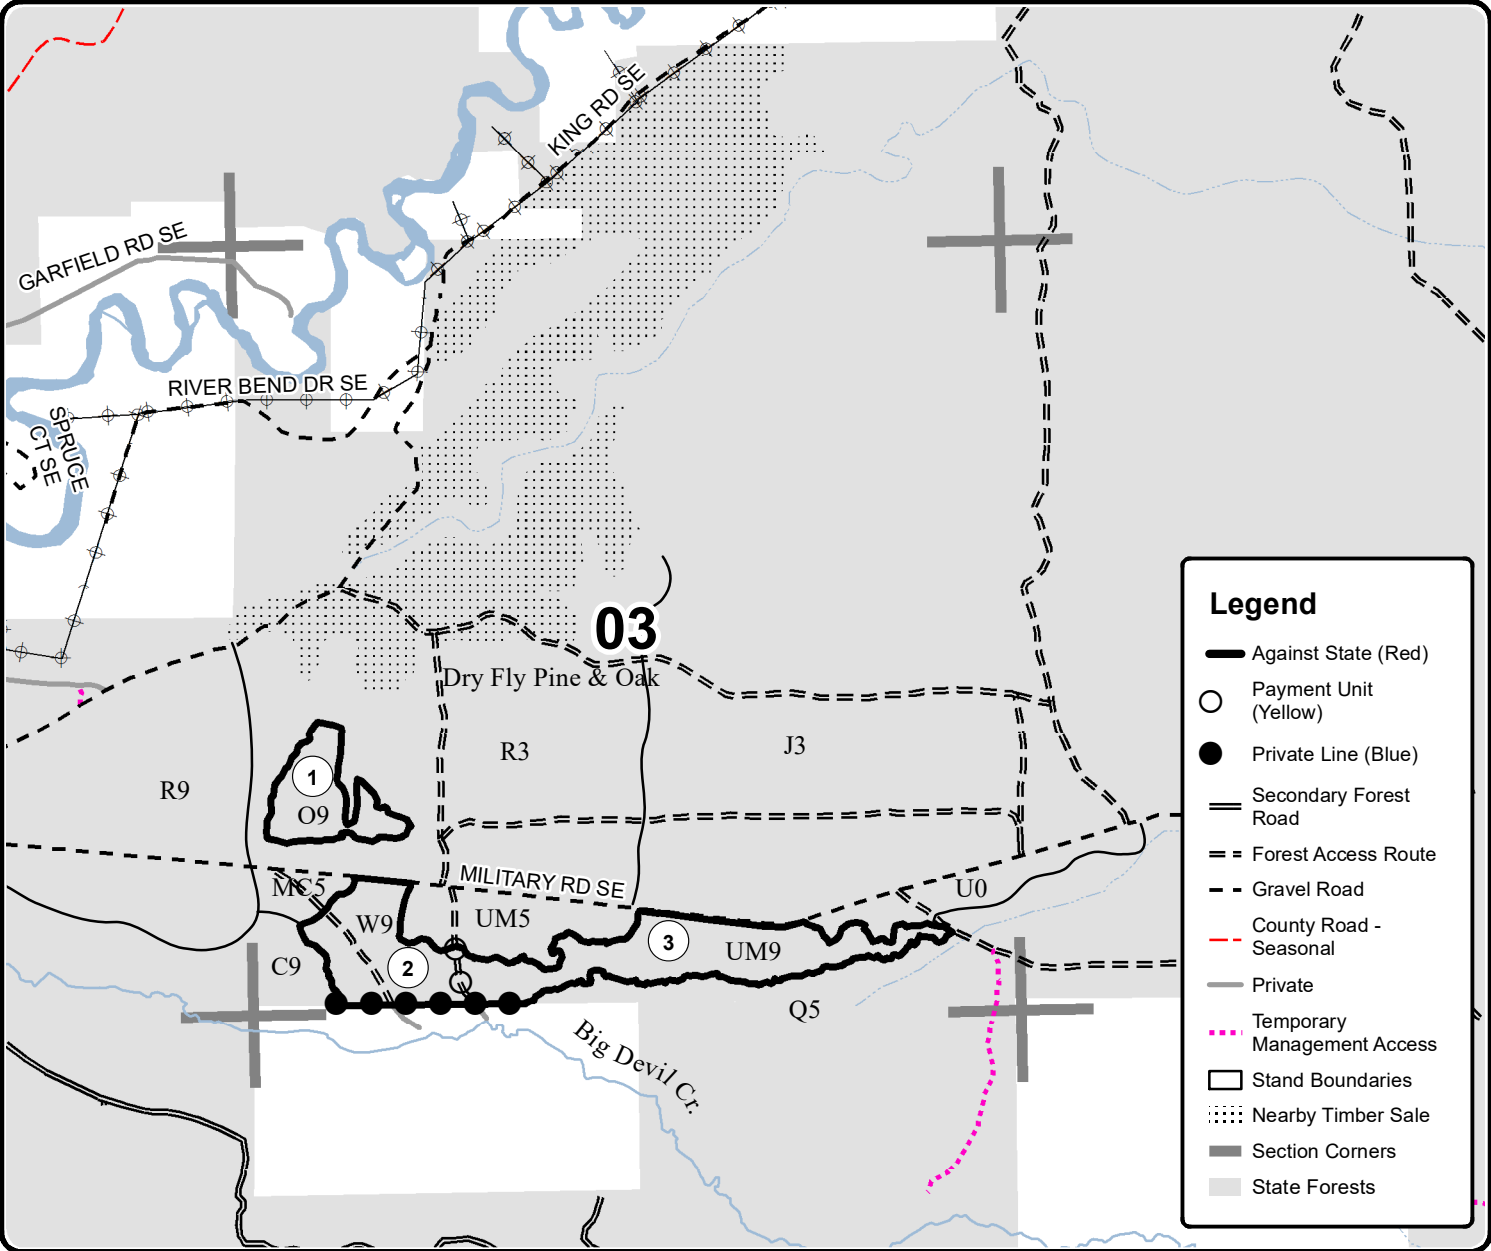 KING RD SE
GARFIELD RD SE
RIVER BEND DR SE
SPRUCE
CT SE
03
Dry Fly Pine & Oak
R3
J3
R9
1
O9
MILITARY RD SE
MC5
U0
W9
UM5
3
UM9
C9
2
Q5
Big Devil Cr.
Legend
Against State (Red)
Payment Unit
(Yellow)
Private Line (Blue)
Secondary Forest
Road
Forest Access Route
Gravel Road
County Road -
Seasonal
Private
Temporary
Management Access
Stand Boundaries
Nearby Timber Sale
Section Corners
State Forests